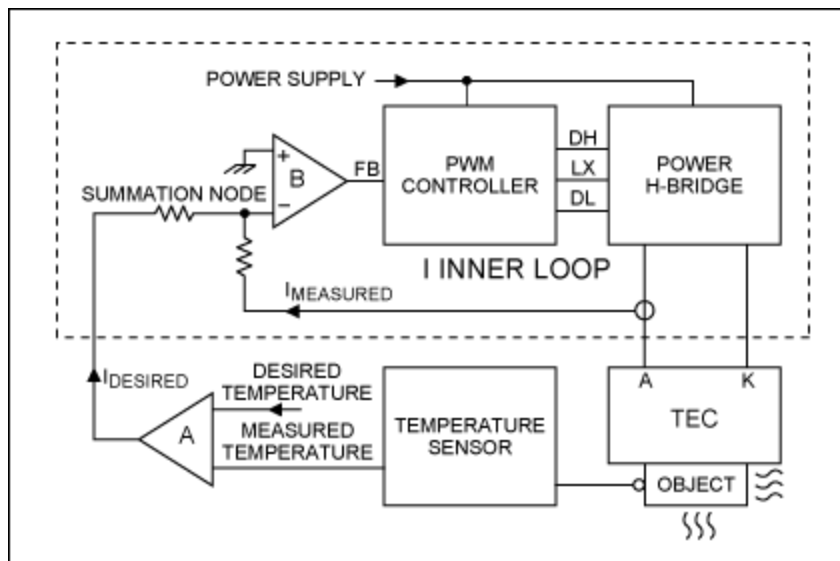 POWER SUPPLY
DH
PWM
CONTROLLER
LX
POWER
H-BRIDGE
DL
+
B
−
FB
SUMMATION NODE
I INNER LOOP
IMEASURED
IDESIRED
DESIRED
TEMPERATURE
A
MEASURED
TEMPERATURE
TEMPERATURE
SENSOR
A
K
TEC
OBJECT